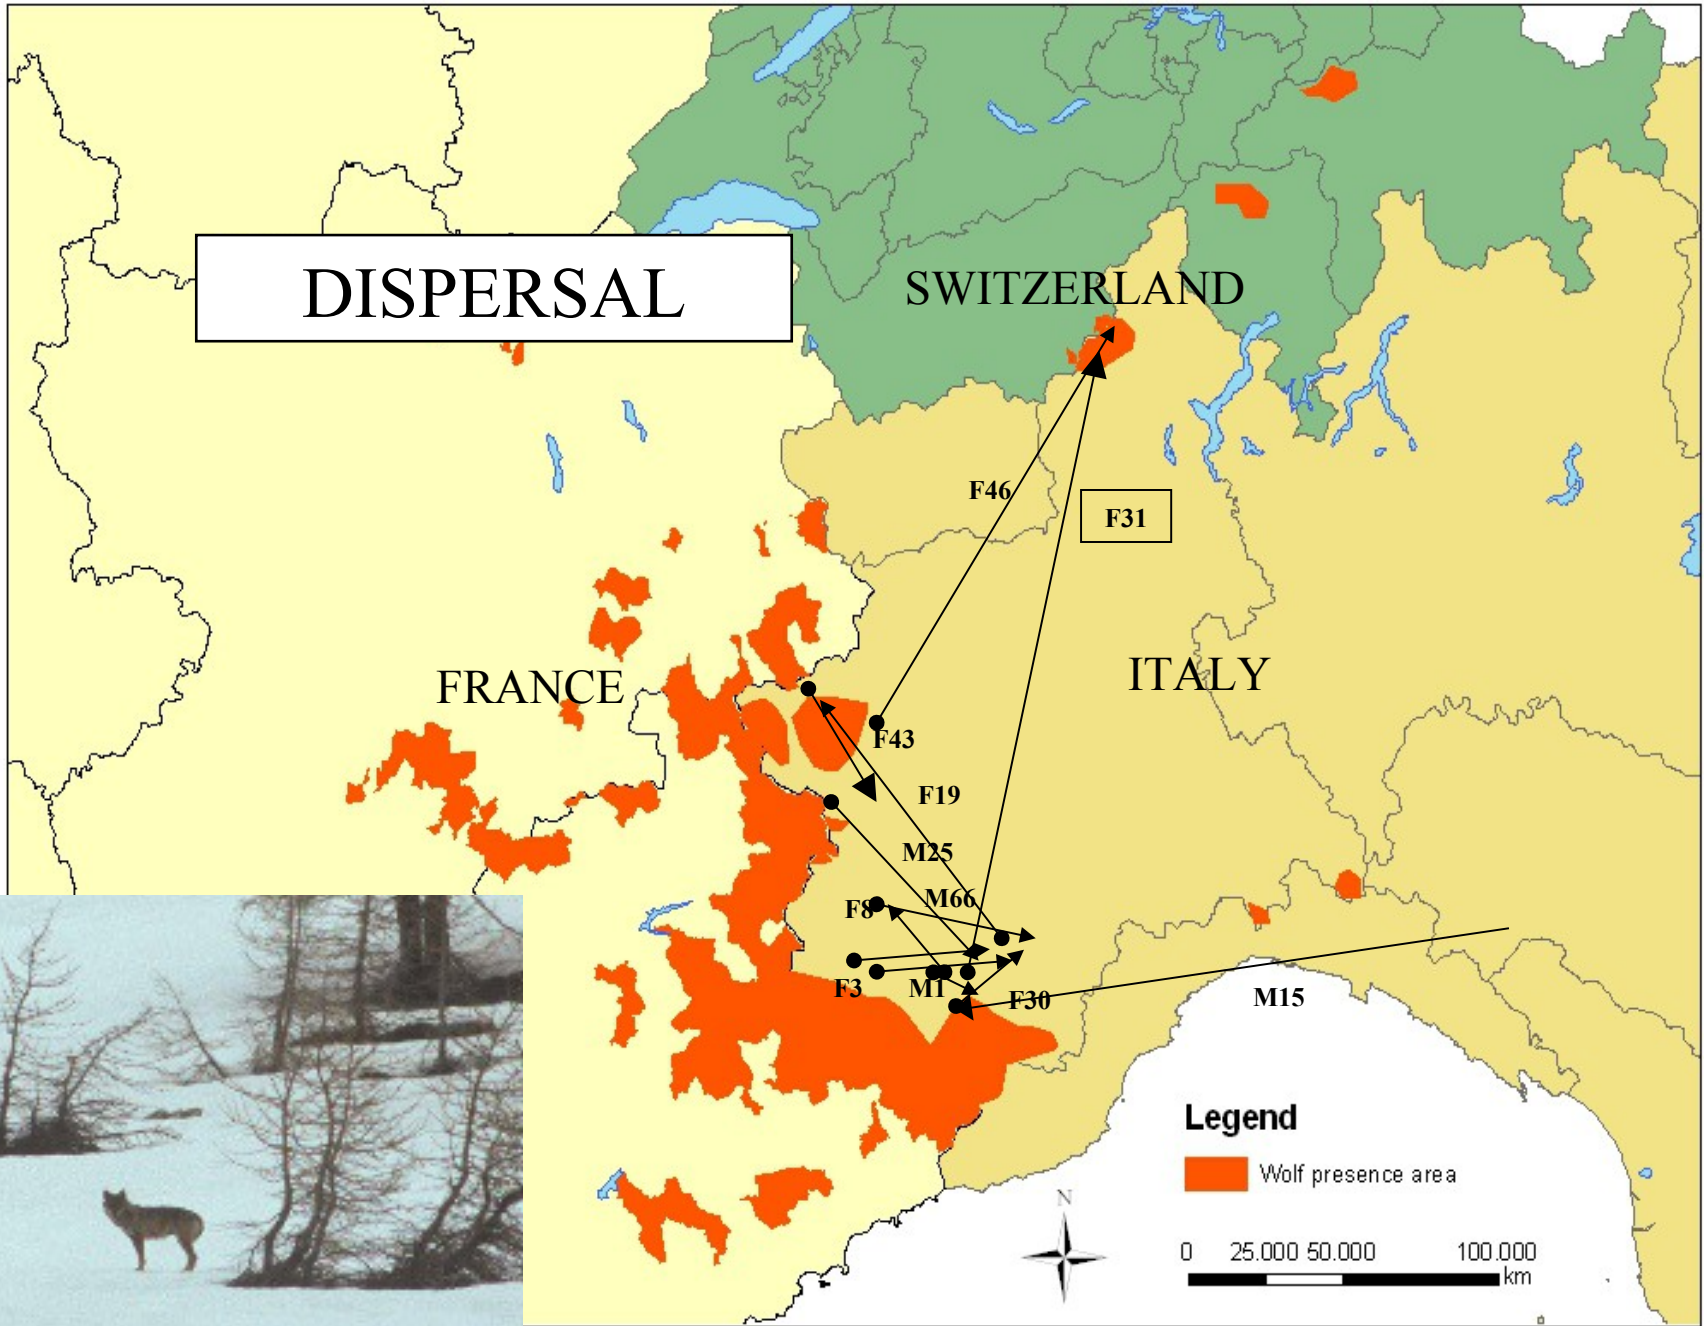 DISPERSAL
SWITZERLAND
F46
F31
FRANCE
ITALY
F43
F19
M25
F8
M66
F3
M1
F30
M15
Legend
Wolf presence area
N
0 25.000 50.000 100.000
km